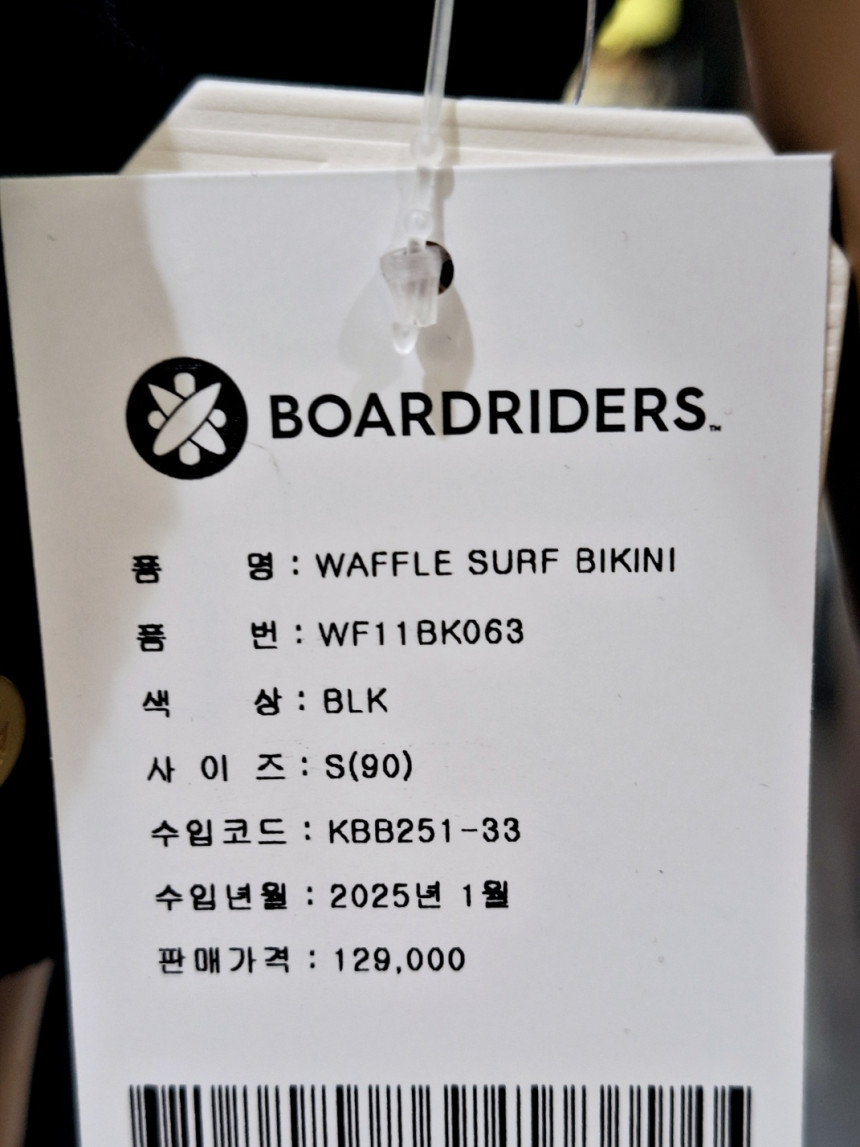 BOARDRIDERS™
품 명 : WAFFLE SURF BIKINI
품 번 : WF11BK063
색 상 : BLK
사 이 즈 : S(90)
수입코드 : KBB251-33
수입년월 : 2025년 1월
판매가격 : 129,000